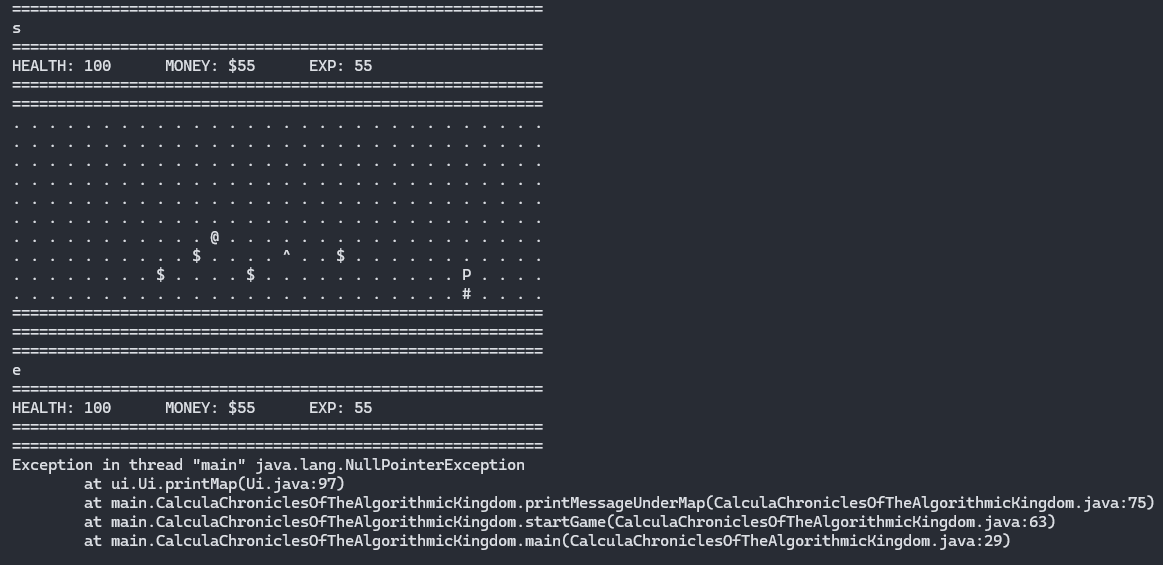 ===========================================================
s
===========================================================
HEALTH: 100      MONEY: $55      EXP: 55
===========================================================
===========================================================
. . . . . . . . . . . . . . . . . . . . . . . . . . . . . .
. . . . . . . . . . . . . . . . . . . . . . . . . . . . . .
. . . . . . . . . . . . . . . . . . . . . . . . . . . . . .
. . . . . . . . . . . . . . . . . . . . . . . . . . . . . .
. . . . . . . . . . . . . . . . . . . . . . . . . . . . . .
. . . . . . . . . . . . . . . . . . . . . . . . . . . . . .
. . . . . . . . . . . @ . . . . . . . . . . . . . . . . . .
. . . . . . . . . . $ . . . . ^ . . $ . . . . . . . . . . .
. . . . . . . . $ . . . . $ . . . . . . . . . . . P . . . .
. . . . . . . . . . . . . . . . . . . . . . . . . # . . . .
===========================================================
===========================================================
===========================================================
e
===========================================================
HEALTH: 100      MONEY: $55      EXP: 55
===========================================================
===========================================================
Exception in thread "main" java.lang.NullPointerException
        at ui.Ui.printMap(Ui.java:97)
        at main.CalculaChroniclesOfTheAlgorithmicKingdom.printMessageUnderMap(CalculaChroniclesOfTheAlgorithmicKingdom.java:75)
        at main.CalculaChroniclesOfTheAlgorithmicKingdom.startGame(CalculaChroniclesOfTheAlgorithmicKingdom.java:63)
        at main.CalculaChroniclesOfTheAlgorithmicKingdom.main(CalculaChroniclesOfTheAlgorithmicKingdom.java:29)